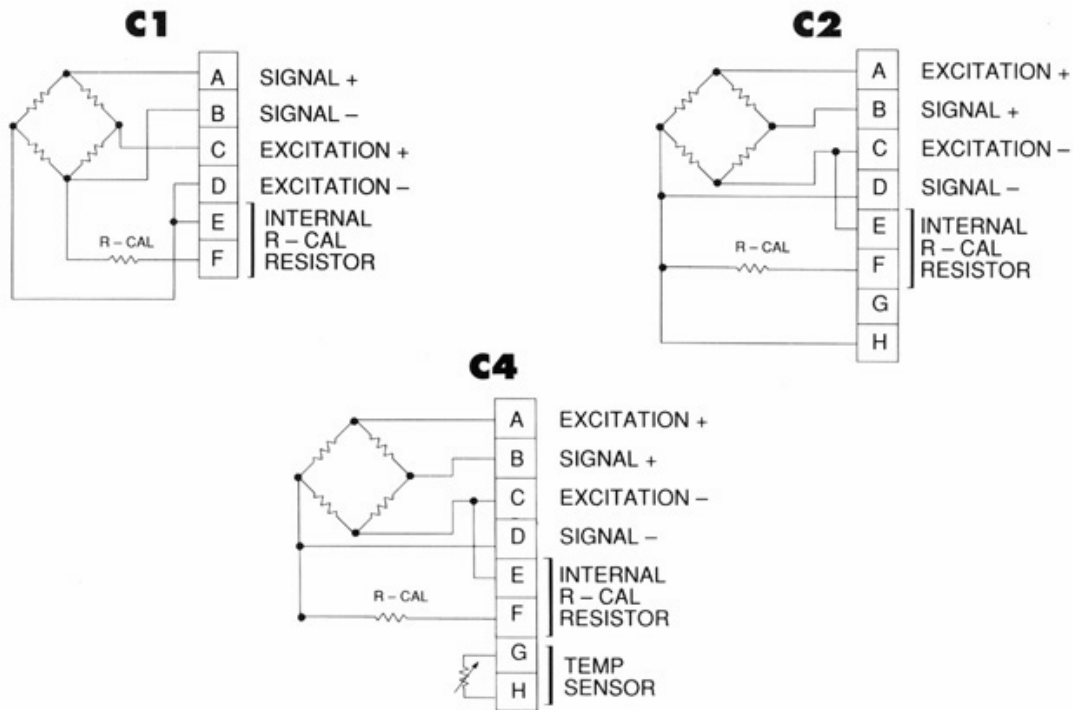 C1
A SIGNAL +
B SIGNAL –
C EXCITATION +
D EXCITATION –
E INTERNAL
R – CAL
F RESISTOR
R – CAL
C2
A EXCITATION +
B SIGNAL +
C EXCITATION –
D SIGNAL –
E INTERNAL
R – CAL
F RESISTOR
R – CAL
G
H
C4
A EXCITATION +
B SIGNAL +
C EXCITATION –
D SIGNAL –
E INTERNAL
R – CAL
F RESISTOR
R – CAL
G TEMP
H SENSOR